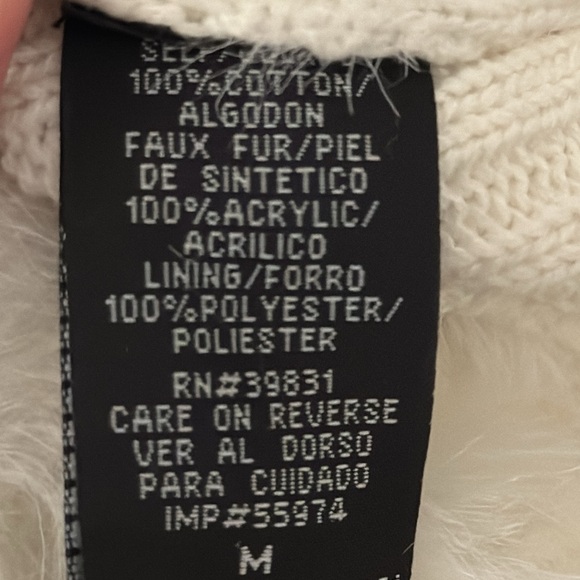 100%COTTON/
ALGODON
FAUX FUR/PIEL
DE SINTETICO
100%ACRYLIC/
ACRILICO
LINING/FORRO
100%POLYESTER/
POLIESTER
RN#39831
CARE ON REVERSE
VER AL DORSO
PARA CUIDADO
IMP#55974
M